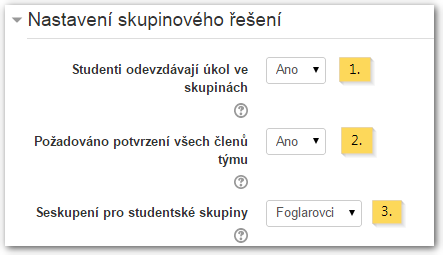 Nastavení skupinového řešení
Studenti odevzdávají úkol ve Ano 1.
skupinách
Požadováno potvrzení všech členů Ano 2.
týmu
Seskupení pro studentské skupiny Foglarovci 3.